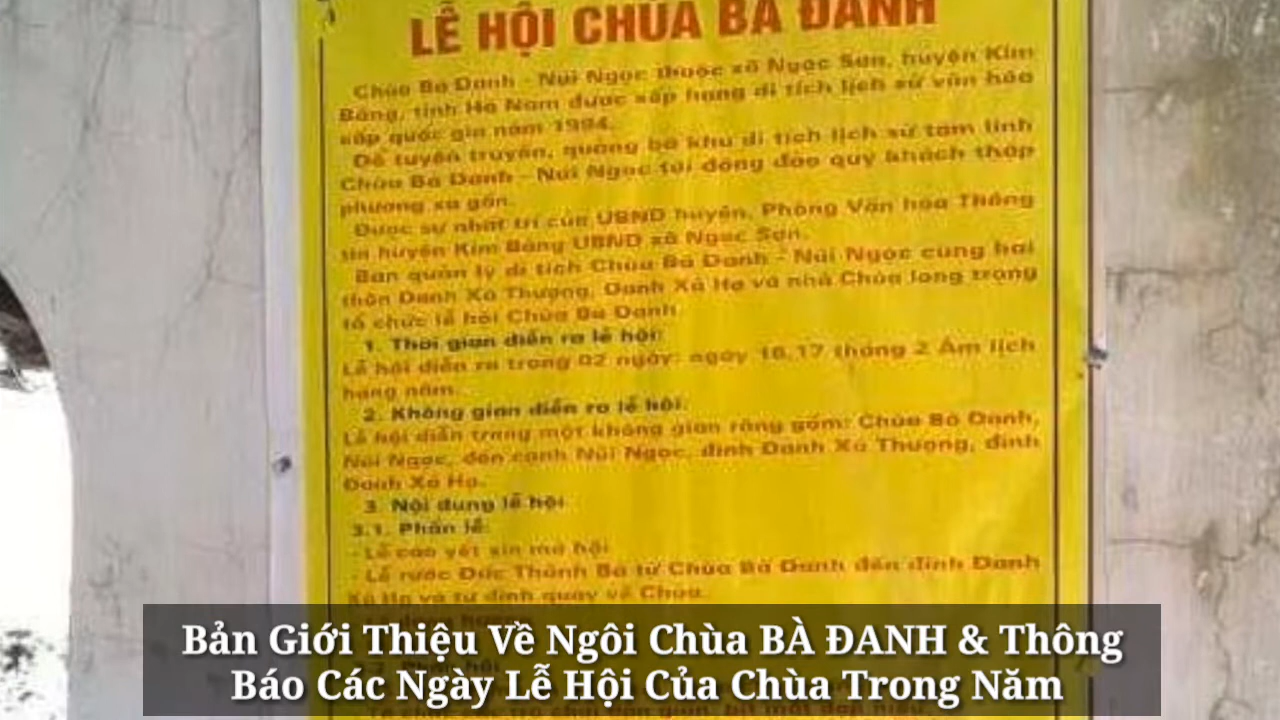 LỄ HỘI CHÙA BÀ ĐANH
Chùa Bà Đanh - Núi Ngọc thuộc xã Ngọc Sơn, huyện Kim
Bảng, tỉnh Hà Nam được xếp hạng di tích lịch sử văn hóa
cấp quốc gia năm 1994.
Để tuyên truyền, quảng bá khu di tích lịch sử tâm linh
Chùa Bà Đanh - Núi Ngọc tới đông đảo quý khách thập
phương xa gần.
Được sự nhất trí của UBND huyện, Phòng Văn hóa Thông
tin huyện Kim Bảng UBND xã Ngọc Sơn.
Ban quản lý di tích Chùa Bà Đanh - Núi Ngọc cùng hai
thôn Đanh Xá Thượng, Đanh Xá Hạ và nhà Chùa long trọng
tổ chức lễ hội Chùa Bà Đanh
1. Thời gian diễn ra lễ hội:
Lễ hội diễn ra trong 02 ngày: ngày 16,17 tháng 2 Âm lịch
hàng năm.
2. Không gian diễn ra lễ hội:
Lễ hội diễn trong một không gian rộng gồm: Chùa Bà Đanh,
Núi Ngọc, đền cạnh Núi Ngọc, đình Đanh Xá Thượng, đình
Đanh Xá Hạ.
3. Nội dung lễ hội
3.1. Phần lễ:
- Lễ cáo yết xin mở hội
- Lễ rước Đức Thánh Bà từ Chùa Bà Đanh đến đình Đanh
Xá Hạ và từ đình quay về Chùa.
Bản Giới Thiệu Về Ngôi Chùa BÀ ĐANH & Thông
Báo Các Ngày Lễ Hội Của Chùa Trong Năm